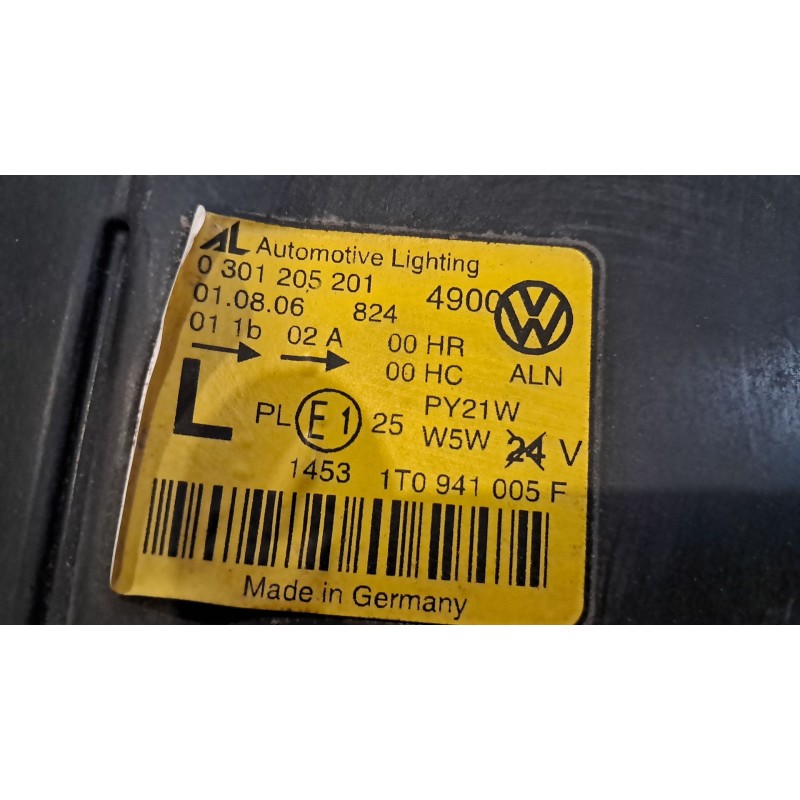 AL Automotive Lighting
0 301 205 201 4900
01.08.06 824
01 1b 02 A 00 HR
00 HC ALN
L PL E1 25 PY21W
W5W 24 V
1453 1T0 941 005 F
Made in Germany